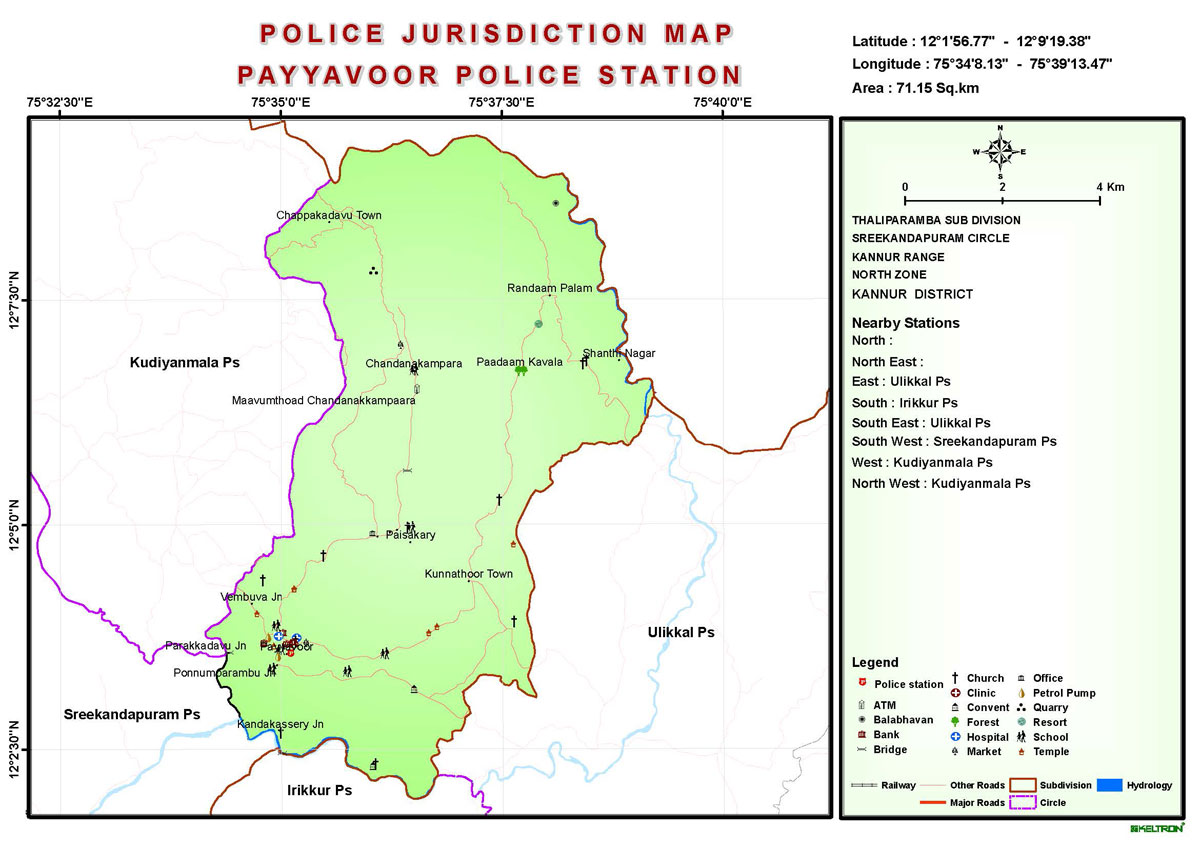 POLICE JURISDICTION MAP
PAYYAVOOR POLICE STATION
Latitude : 12°1'56.77" - 12°9'19.38"
Longitude : 75°34'8.13" - 75°39'13.47"
Area : 71.15 Sq.km
75°32'30"E
75°35'0"E
75°37'30"E
75°40'0"E
12°7'30"N
12°5'0"N
12°2'30"N
Chappakadavu Town
Randaam Palam
Shanthi Nagar
Kudiyanmala Ps
Chandanakampara
Paadaam Kavala
Maavumthoad Chandanakkampaara
Paisakary
Kunnathoor Town
Vembuva Jn
Parakkadavu Jn
Payyavoor
Ulikkal Ps
Ponnumparambu Jn
Sreekandapuram Ps
Kandakassery Jn
Irikkur Ps
N
W
E
S
0
2
4 Km
THALIPARAMBA SUB DIVISION
SREEKANDAPURAM CIRCLE
KANNUR RANGE
NORTH ZONE
KANNUR DISTRICT
Nearby Stations
North :
North East :
East : Ulikkal Ps
South : Irikkur Ps
South East : Ulikkal Ps
South West : Sreekandapuram Ps
West : Kudiyanmala Ps
North West : Kudiyanmala Ps
Legend
Police station
ATM
Balabhavan
Bank
Bridge
Church
Clinic
Convent
Forest
Hospital
Market
Office
Petrol Pump
Quarry
Resort
School
Temple
Railway
Other Roads
Subdivision
Hydrology
Major Roads
Circle
KELTRON